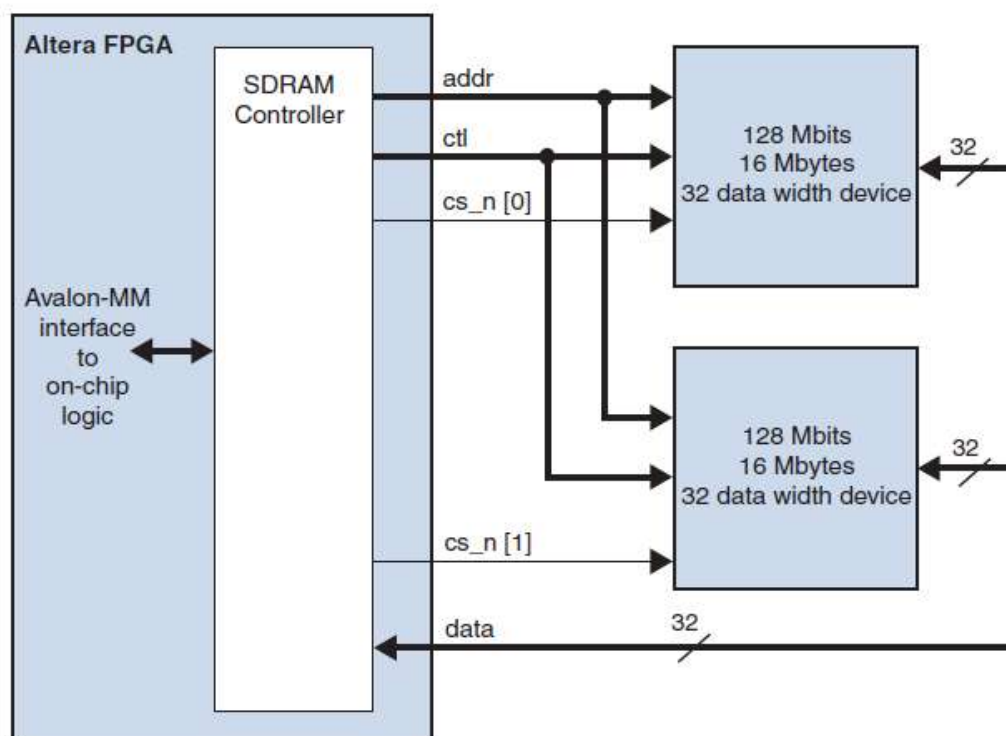 Altera FPGA
SDRAM
Controller
addr
ctl
cs_n [0]
128 Mbits
16 Mbytes
32 data width device
32
Avalon-MM
interface
to
on-chip
logic
128 Mbits
16 Mbytes
32 data width device
32
cs_n [1]
data
32